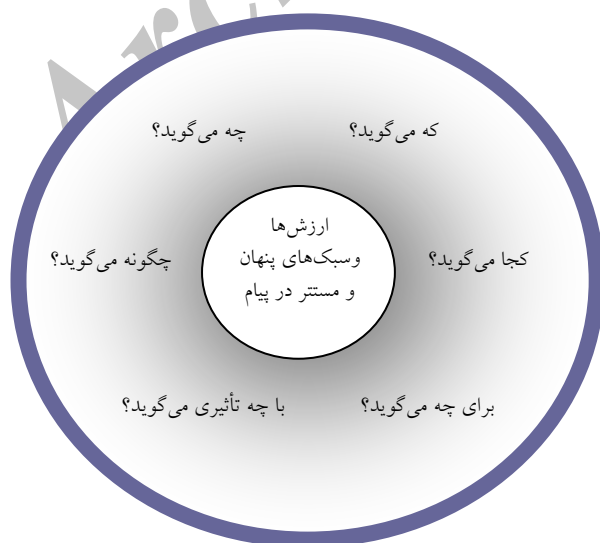 که می‌گوید؟
چه می‌گوید؟
ارزش‌ها
وسبک‌های پنهان
و مستتر در پیام
کجا می‌گوید؟
چگونه می‌گوید؟
برای چه می‌گوید؟
با چه تأثیری می‌گوید؟